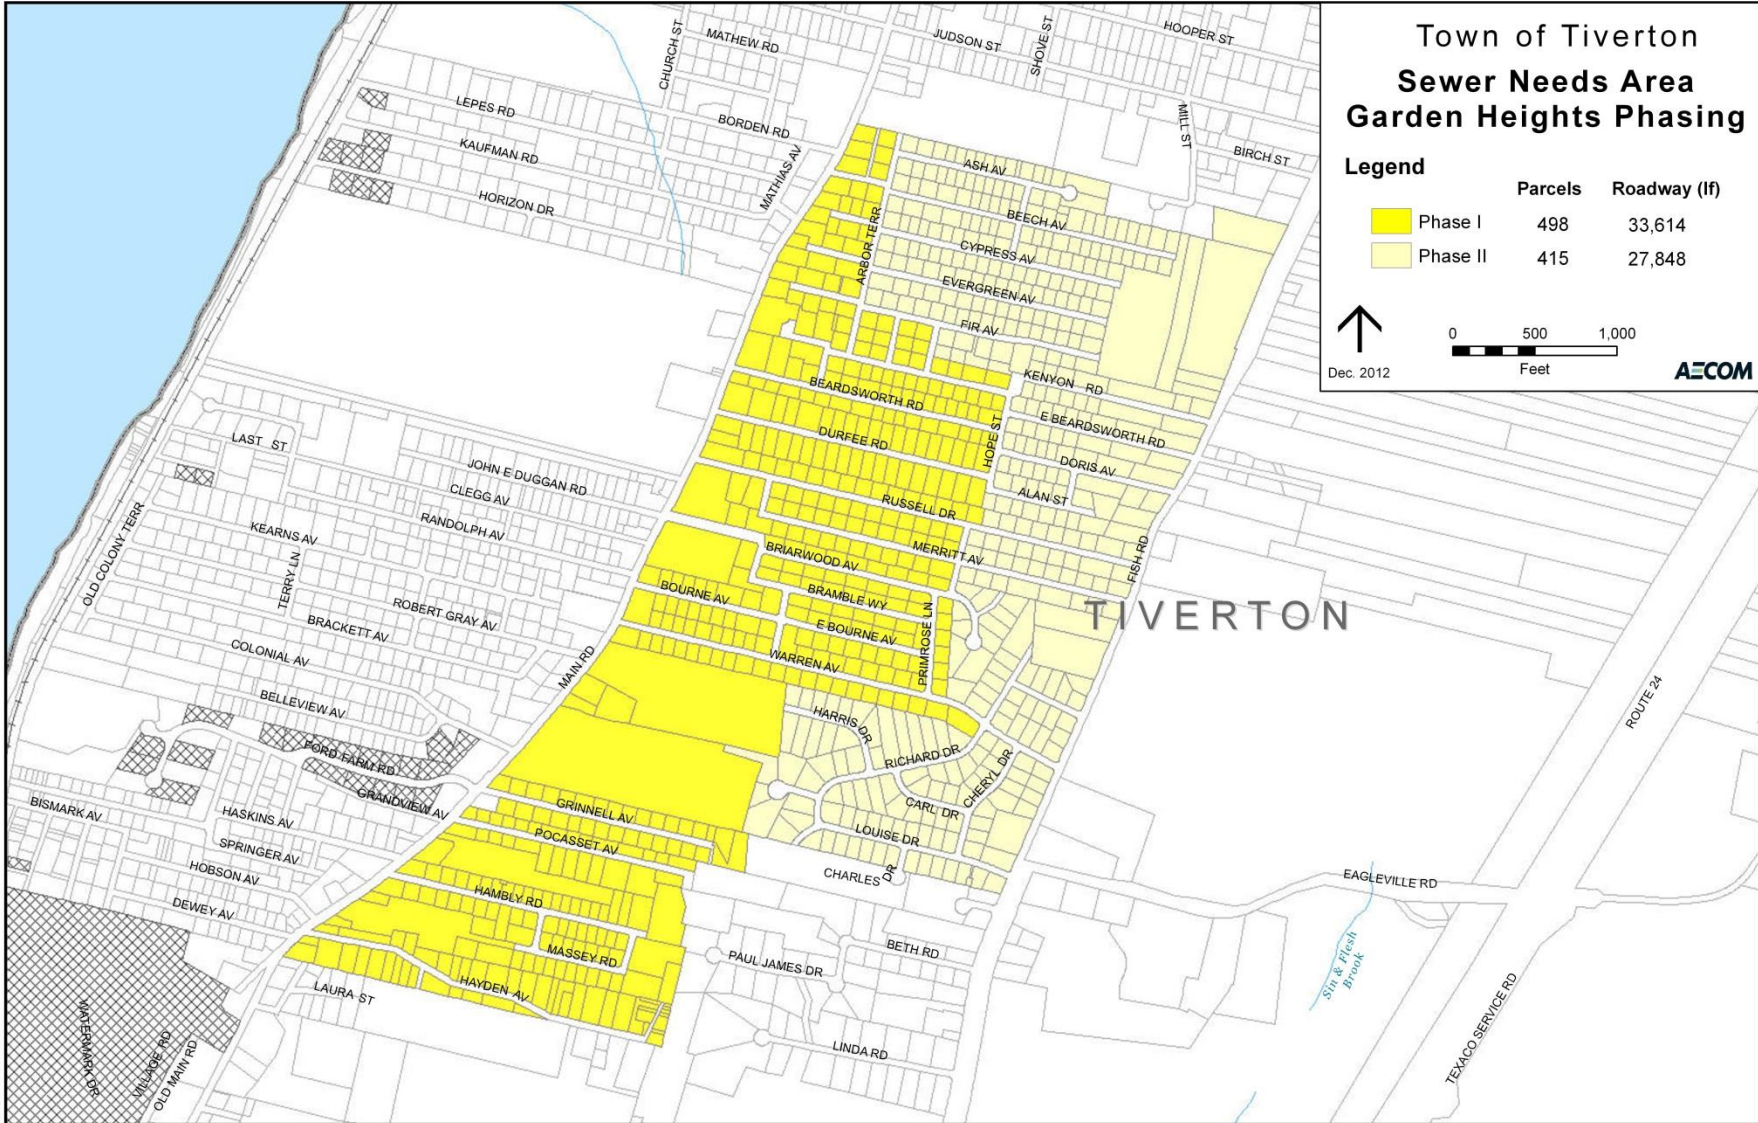 Town of Tiverton
Sewer Needs Area
Garden Heights Phasing
Legend
Parcels Roadway (lf)
Phase I 498 33,614
Phase II 415 27,848
0 500 1,000
Feet
Dec. 2012
AECOM
MATHEW RD
CHURCH ST
JUDSON ST
SHOVE ST
HOOPER ST
LEPES RD
BORDEN RD
MILL ST
KAUFMAN RD
MATHIAS AV
ASH AV
BIRCH ST
HORIZON DR
ARBOR TERR
BEECH AV
CYPRESS AV
EVERGREEN AV
FIR AV
KENYON RD
BEARDSWORTH RD
E BEARDSWORTH RD
LAST ST
DURFEE RD
HOPE ST
DORIS AV
JOHN E DUGGAN RD
CLEGG AV
ALAN ST
RUSSELL DR
RANDOLPH AV
OLD COLONY TERR
KEARNS AV
MERRITT AV
BRIARWOOD AV
FISH RD
TERRY LN
BOURNE AV
BRAMBLE WY
ROBERT GRAY AV
TIVERTON
BRACKETT AV
E BOURNE AV
PRIMROSE LN
COLONIAL AV
MAIN RD
WARREN AV
BELLEVIEW AV
HARRIS DR
ROUTE 24
FORD FARM RD
RICHARD DR
CHERYL DR
GRANDVIEW AV
GRINNELL AV
CARL DR
BISMARK AV
HASKINS AV
POCASSET AV
LOUISE DR
SPRINGER AV
HOBSON AV
CHARLES DR
EAGLEVILLE RD
DEWEY AV
HAMBLY RD
MASSEY RD
BETH RD
PAUL JAMES DR
Sin & Flesh
Brook
LAURA ST
HAYDEN AV
WATERMARK DR
VILLAGE RD
OLD MAIN RD
LINDA RD
TEXACO SERVICE RD